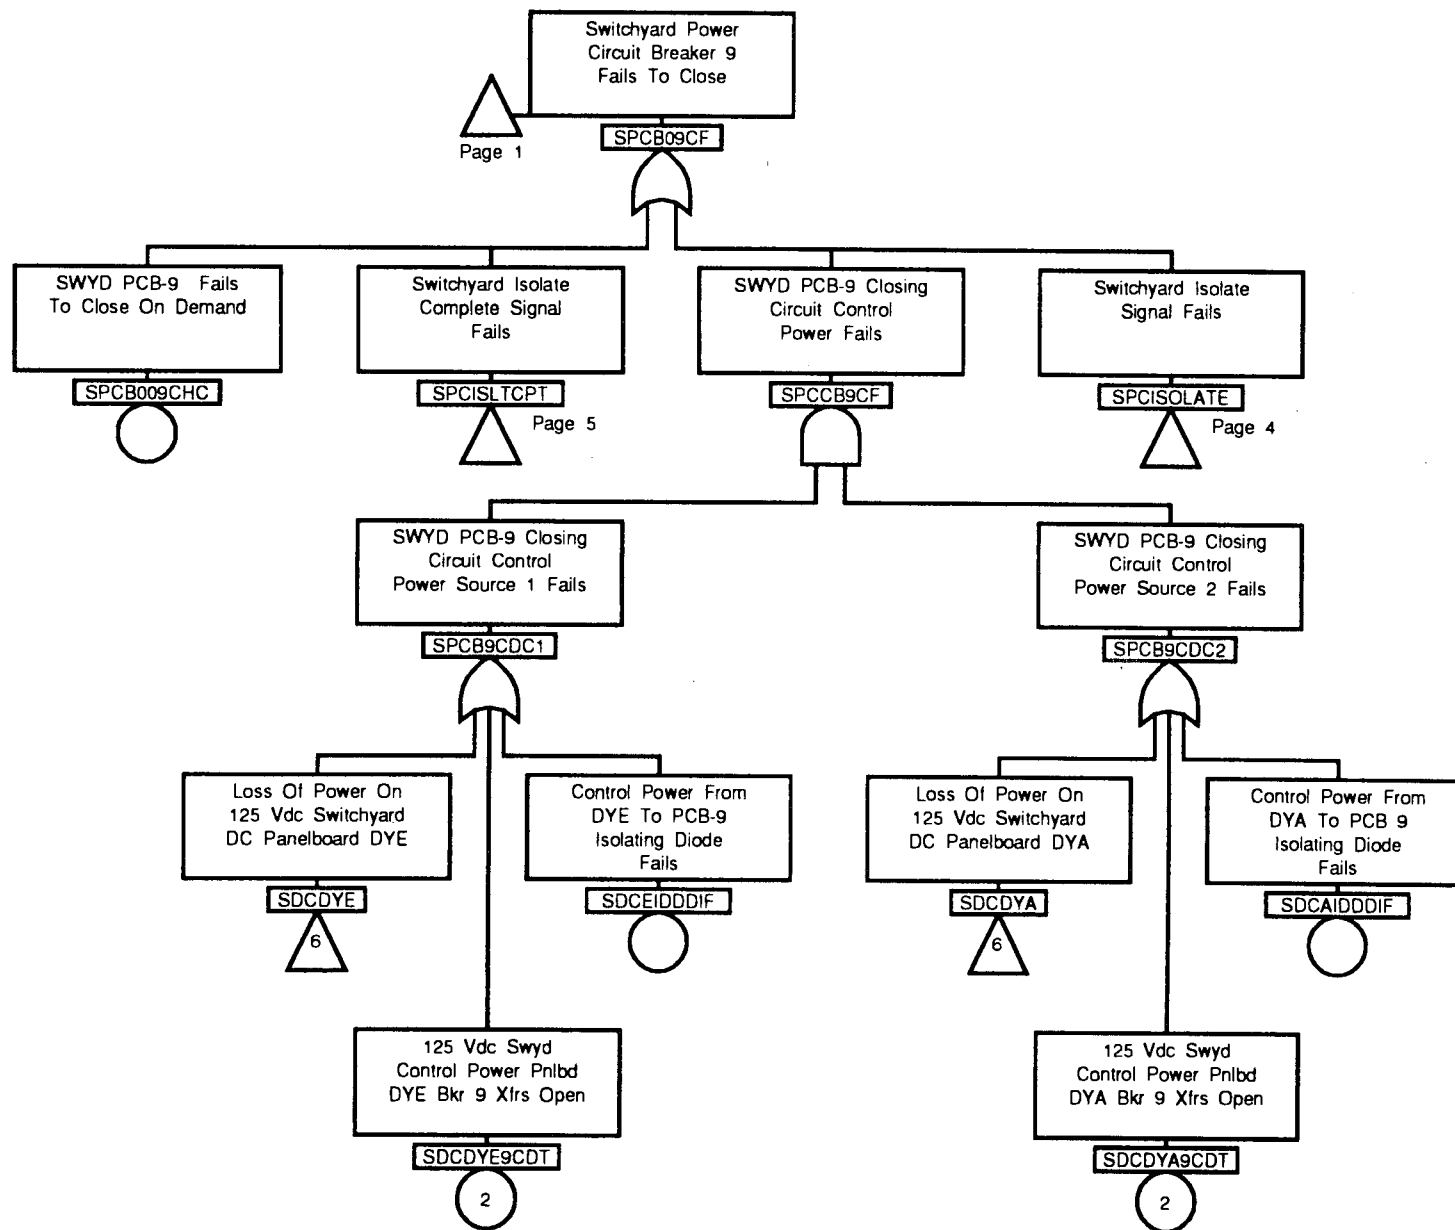 Switchyard Power
Circuit Breaker 9
Fails To Close
Page 1
SPCB09CF
SWYD PCB-9 Fails
To Close On Demand
SPCB009CHC
Switchyard Isolate
Complete Signal
Fails
SPCISLTCPT
Page 5
SWYD PCB-9 Closing
Circuit Control
Power Fails
SPCCB9CF
Switchyard Isolate
Signal Fails
SPCISOLATE
Page 4
SWYD PCB-9 Closing
Circuit Control
Power Source 1 Fails
SPCB9CDC1
SWYD PCB-9 Closing
Circuit Control
Power Source 2 Fails
SPCB9CDC2
Loss Of Power On
125 Vdc Switchyard
DC Panelboard DYE
SDCDYE
6
Control Power From
DYE To PCB-9
Isolating Diode
Fails
SDCEIDDDIF
Loss Of Power On
125 Vdc Switchyard
DC Panelboard DYA
SDCDYA
6
Control Power From
DYA To PCB 9
Isolating Diode
Fails
SDCAIDDDIF
125 Vdc Swyd
Control Power Pnlbd
DYE Bkr 9 Xfrs Open
SDCDYE9CDT
2
125 Vdc Swyd
Control Power Pnlbd
DYA Bkr 9 Xfrs Open
SDCDYA9CDT
2